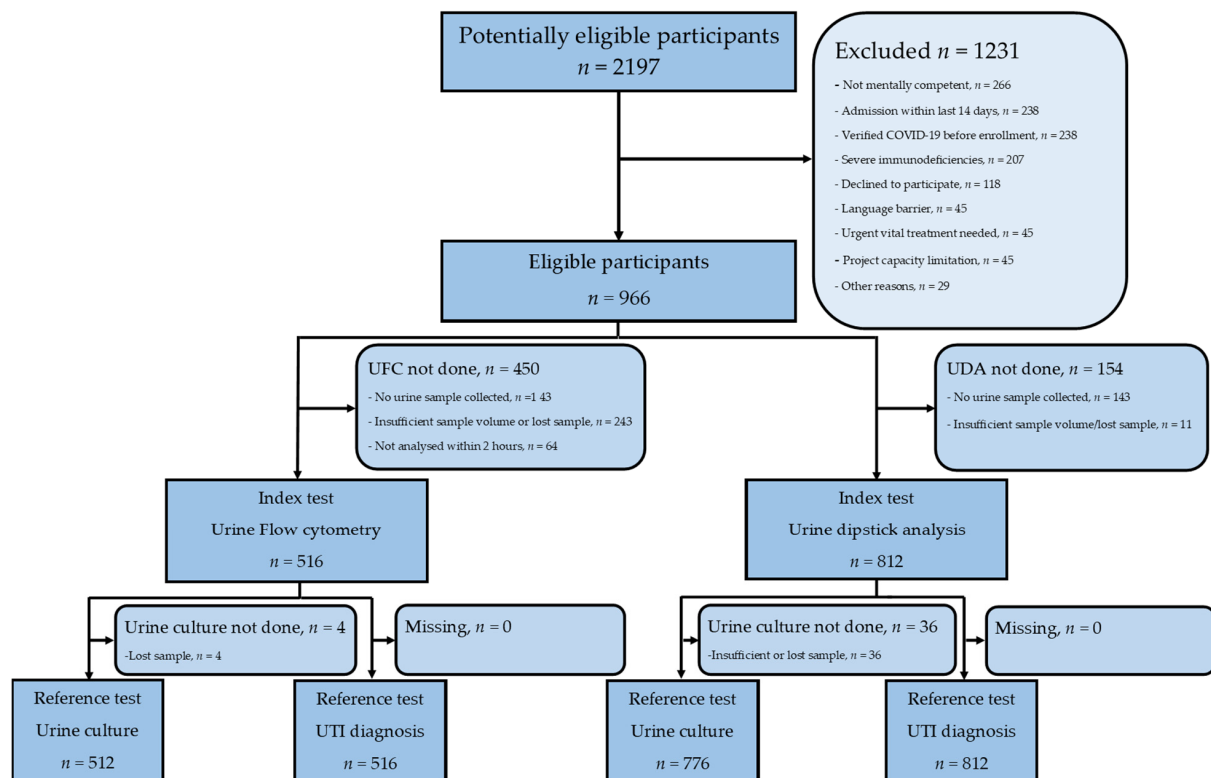 Potentially eligible participants
n = 2197
Excluded n = 1231
- Not mentally competent, n = 266
- Admission within last 14 days, n = 238
- Verified COVID-19 before enrollment, n = 238
- Severe immunodeficiencies, n = 207
- Declined to participate, n = 118
- Language barrier, n = 45
- Urgent vital treatment needed, n = 45
- Project capacity limitation, n = 45
- Other reasons, n = 29
Eligible participants
n = 966
UFC not done, n = 450
- No urine sample collected, n =1 43
- Insufficient sample volume or lost sample, n = 243
- Not analysed within 2 hours, n = 64
UDA not done, n = 154
- No urine sample collected, n = 143
- Insufficient sample volume/lost sample, n = 11
Index test
Urine Flow cytometry
n = 516
Index test
Urine dipstick analysis
n = 812
Urine culture not done, n = 4
-Lost sample, n = 4
Missing, n = 0
Urine culture not done, n = 36
-Insufficient or lost sample, n = 36
Missing, n = 0
Reference test
Urine culture
n = 512
Reference test
UTI diagnosis
n = 516
Reference test
Urine culture
n = 776
Reference test
UTI diagnosis
n = 812